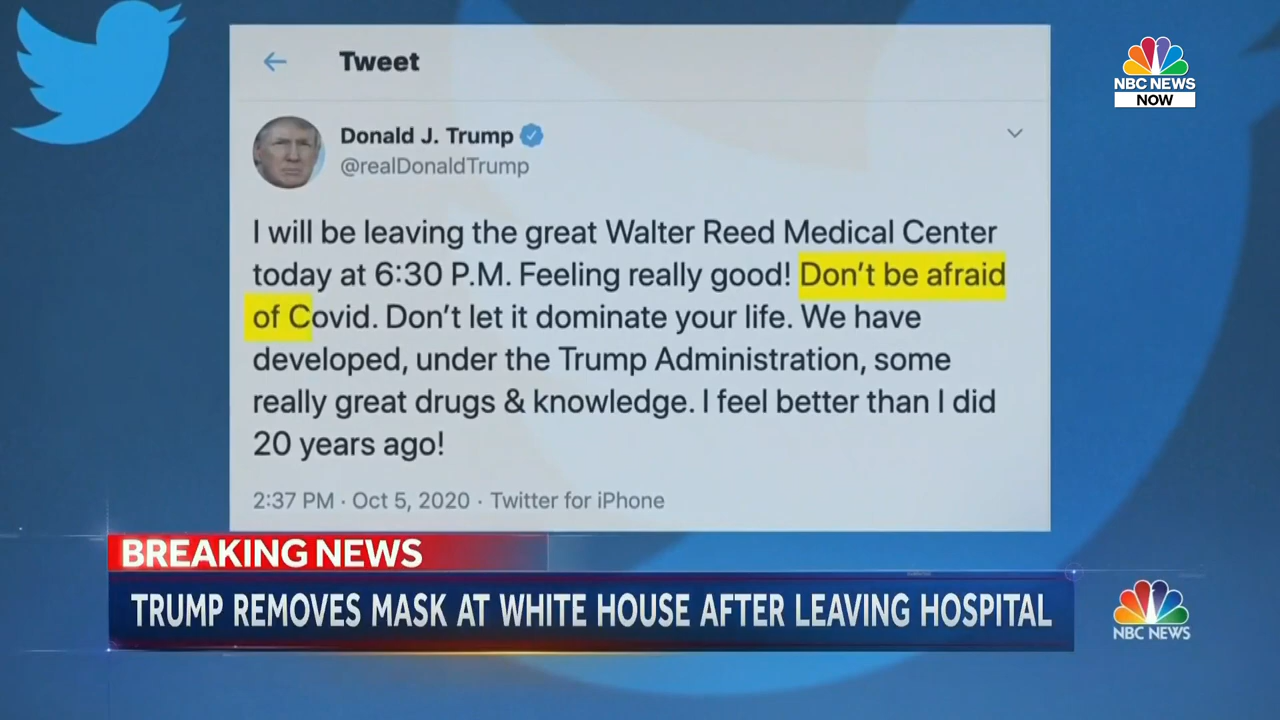 Tweet
NBC NEWS
NOW
Donald J. Trump
@realDonaldTrump
I will be leaving the great Walter Reed Medical Center
today at 6:30 P.M. Feeling really good! Don't be afraid
of Covid. Don't let it dominate your life. We have
developed, under the Trump Administration, some
really great drugs & knowledge. I feel better than I did
20 years ago!
2:37 PM · Oct 5, 2020 · Twitter for iPhone
BREAKING NEWS
TRUMP REMOVES MASK AT WHITE HOUSE AFTER LEAVING HOSPITAL
NBC NEWS